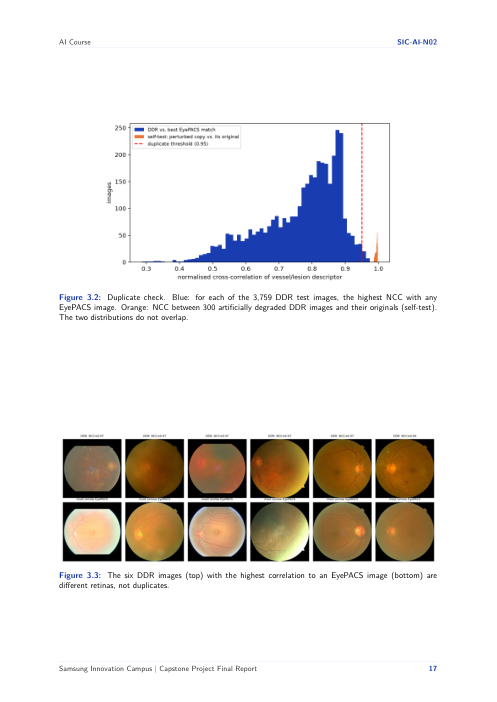 AI Course
SIC-AI-N02
DDR vs. best EyePACS match
self-test: perturbed copy vs. its original
duplicate threshold (0.95)
250
200
150
100
50
0
images
0.3 0.4 0.5 0.6 0.7 0.8 0.9 1.0
normalised cross-correlation of vessel/lesion descriptor
Figure 3.2: Duplicate check. Blue: for each of the 3,759 DDR test images, the highest NCC with any
EyePACS image. Orange: NCC between 300 artificially degraded DDR images and their originals (self-test).
The two distributions do not overlap.
Figure 3.3: The six DDR images (top) with the highest correlation to an EyePACS image (bottom) are
different retinas, not duplicates.
Samsung Innovation Campus | Capstone Project Final Report
17